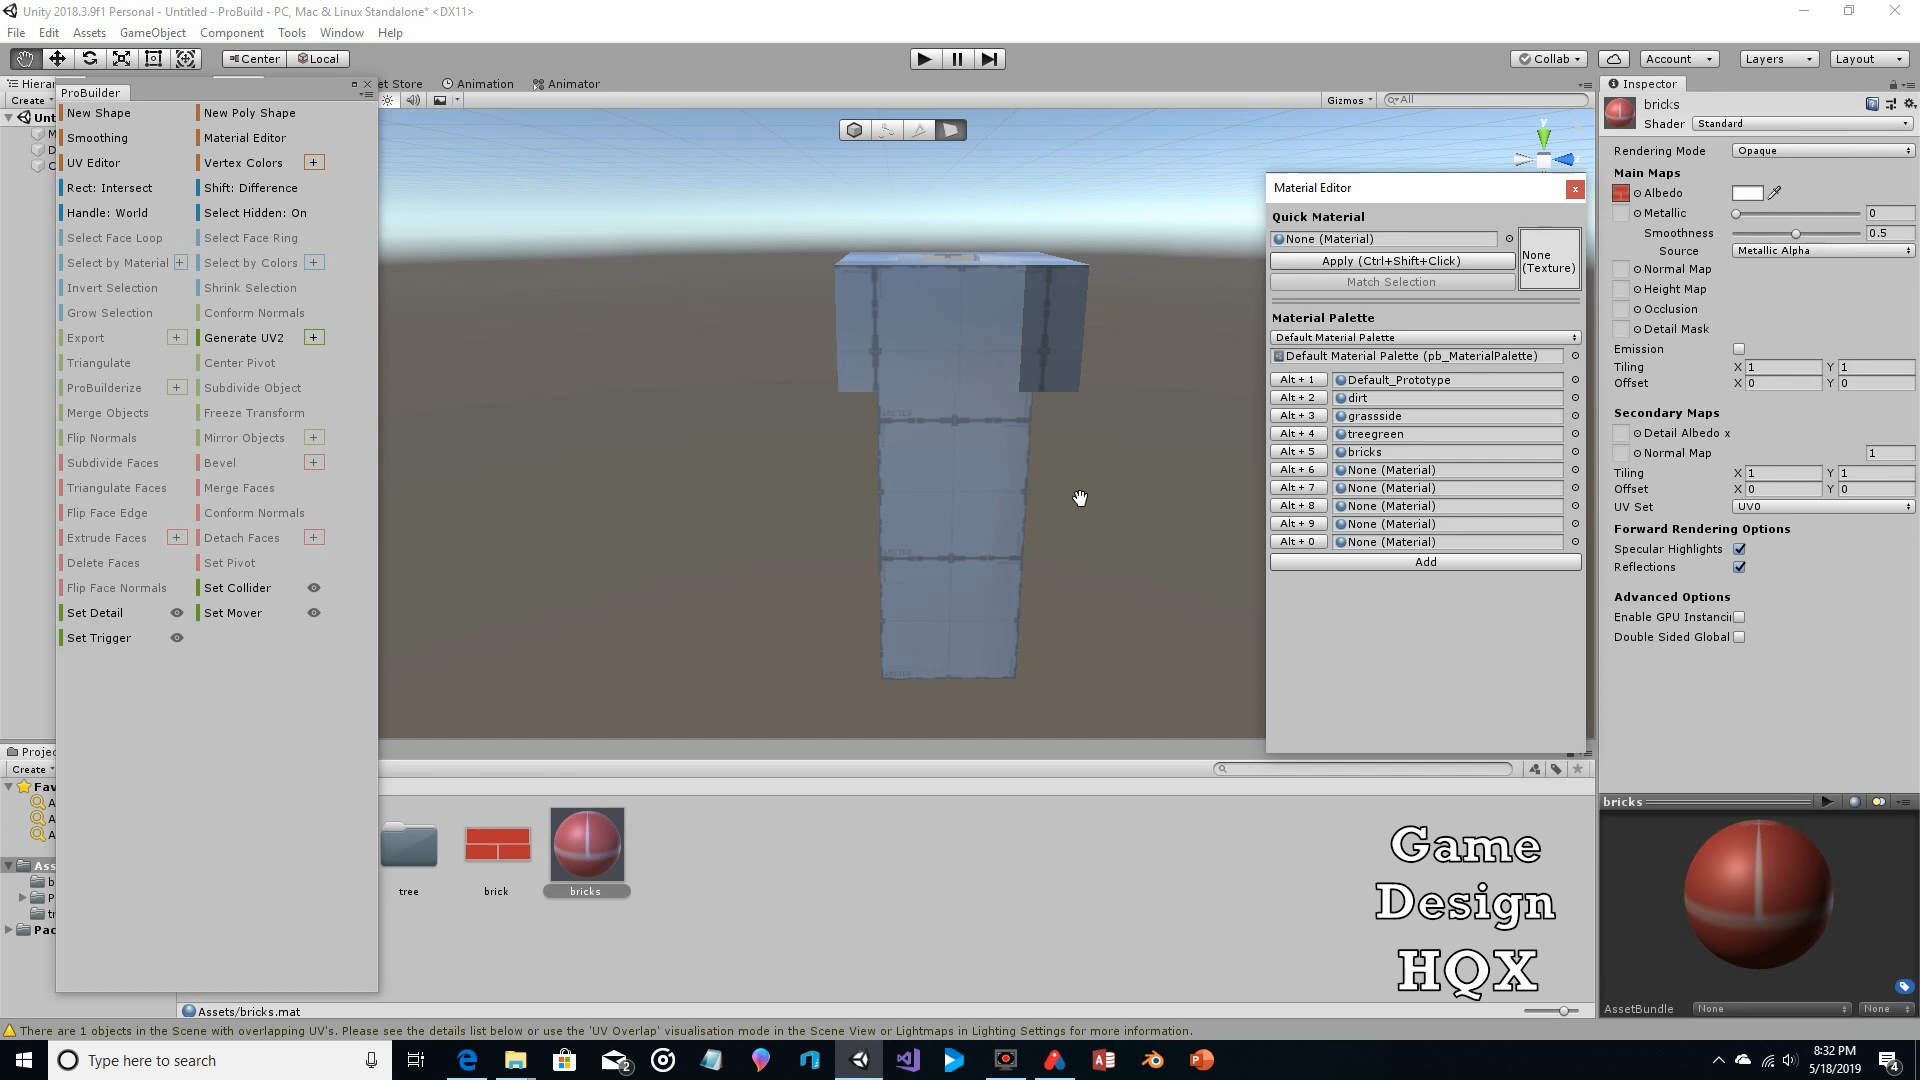 Unity 2018.3.9f1 Personal - Untitled - ProBuild - PC, Mac & Linux Standalone* <DX11>
File Edit Assets GameObject Component Tools Window Help
Center Local Collab Account Layers Layout
Hierar et Store Animation Animator Inspector
ProBuilder
Create Gizmos All
Unt
M
D
C
New Shape New Poly Shape
Smoothing Material Editor
UV Editor Vertex Colors +
Rect: Intersect Shift: Difference
Handle: World Select Hidden: On
Select Face Loop Select Face Ring
Select by Material + Select by Colors +
Invert Selection Shrink Selection
Grow Selection Conform Normals
Export + Generate UV2 +
Triangulate Center Pivot
ProBuilderize + Subdivide Object
Merge Objects Freeze Transform
Flip Normals Mirror Objects +
Subdivide Faces Bevel +
Triangulate Faces Merge Faces
Flip Face Edge Conform Normals
Extrude Faces + Detach Faces +
Delete Faces Set Pivot
Flip Face Normals Set Collider
Set Detail Set Mover
Set Trigger
y
Material Editor x
Quick Material
None (Material)
None (Texture)
Apply (Ctrl+Shift+Click)
Match Selection
Material Palette
Default Material Palette
Default Material Palette (pb_MaterialPalette)
Alt + 1 Default_Prototype
Alt + 2 dirt
Alt + 3 grassside
Alt + 4 treegreen
Alt + 5 bricks
Alt + 6 None (Material)
Alt + 7 None (Material)
Alt + 8 None (Material)
Alt + 9 None (Material)
Alt + 0 None (Material)
Add
bricks
Shader Standard
Rendering Mode Opaque
Main Maps
Albedo
Metallic 0
Smoothness 0.5
Source Metallic Alpha
Normal Map
Height Map
Occlusion
Detail Mask
Emission
Tiling X 1 Y 1
Offset X 0 Y 0
Secondary Maps
Detail Albedo x
Normal Map 1
Tiling X 1 Y 1
Offset X 0 Y 0
UV Set UV0
Forward Rendering Options
Specular Highlights
Reflections
Advanced Options
Enable GPU Instanci
Double Sided Global
Projec
Create
Fav
A
A
A
Ass
b
P
tr
Pac
tree brick bricks
Assets/bricks.mat
Game
Design
HQX
bricks
AssetBundle None None
There are 1 objects in the Scene with overlapping UV's. Please see the details list below or use the 'UV Overlap' visualisation mode in the Scene View or Lightmaps in Lighting Settings for more information.
Type here to search
2
8:32 PM
5/18/2019
4